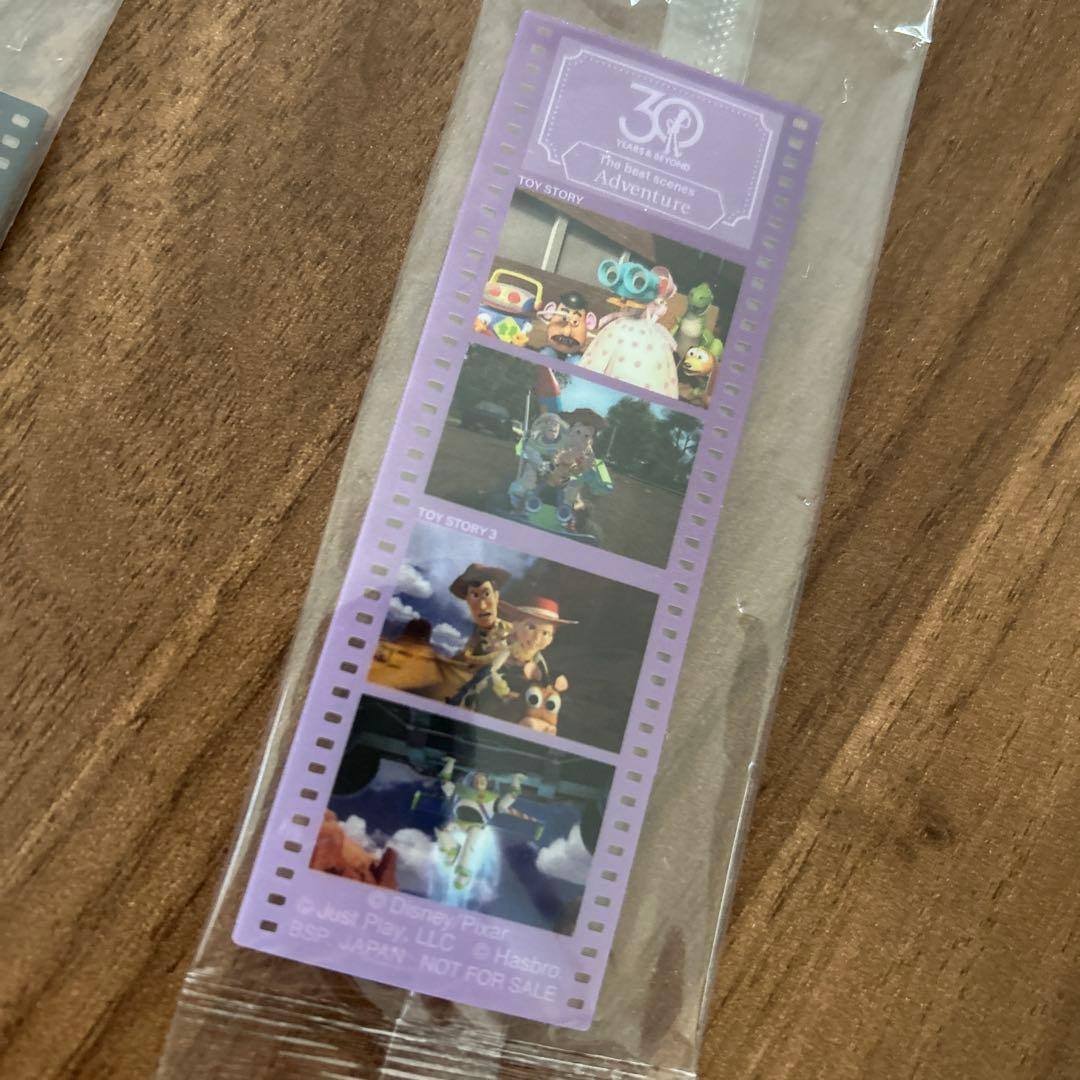 30
YEARS & BEYOND
The best scenes
Adventure
TOY STORY
TOY STORY 3
© Disney/Pixar
© Just Play, LLC © Hasbro
BSP JAPAN NOT FOR SALE